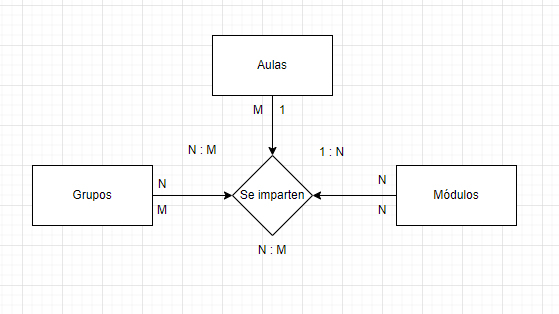 Aulas
M 1
N : M
1 : N
N
N
Grupos
Se imparten
Módulos
M
N
N : M